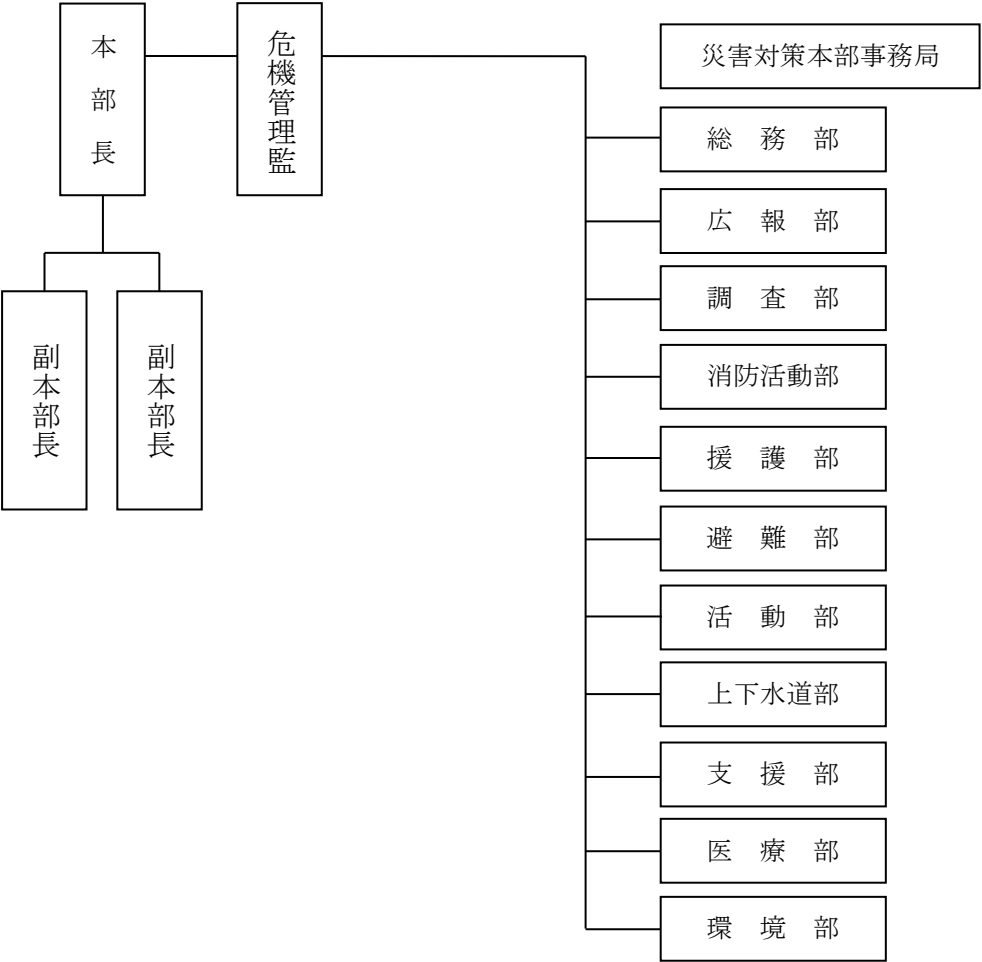 本部長
危機管理監
副本部長
副本部長
災害対策本部事務局
総　務　部
広　報　部
調　査　部
消防活動部
援　護　部
避　難　部
活　動　部
上下水道部
支　援　部
医　療　部
環　境　部